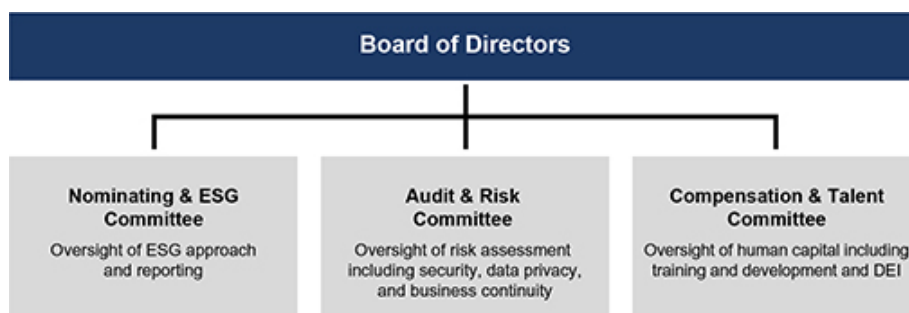 Board of Directors
Nominating & ESG
Committee
Oversight of ESG approach
and reporting
Audit & Risk
Committee
Oversight of risk assessment
including security, data privacy,
and business continuity
Compensation & Talent
Committee
Oversight of human capital including
training and development and DEI